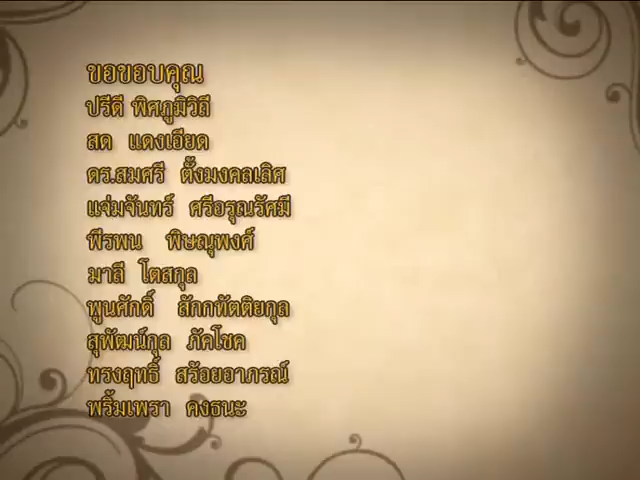 ขอขอบคุณ
ปรีดี พิศภูมิวิถี
สด แดงเอียด
ดร.สมศรี ตั้งมงคลเลิศ
แจ่มจันทร์ ศรีอรุณรัศมี
พีรพน พิษณุพงศ์
มาลี โตสกุล
พูนศักดิ์ สักกทัตติยกุล
สุพัฒน์กุล ภัคโชค
ทรงฤทธิ์ สร้อยอาภรณ์
พริ้มเพรา คงธนะ